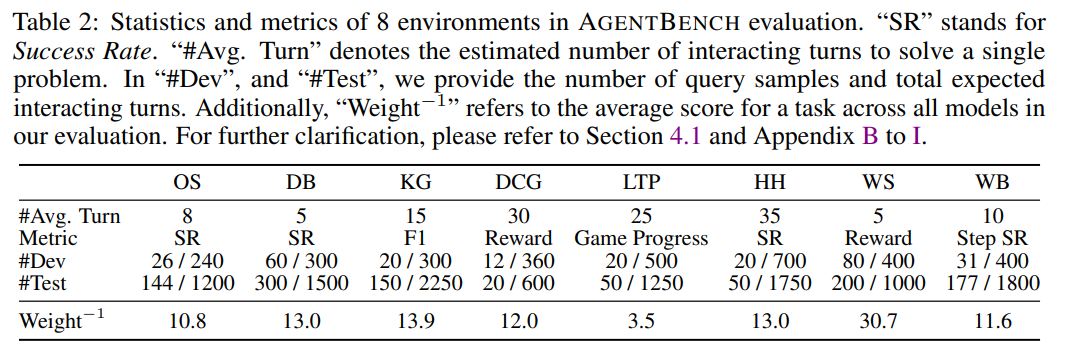 Table 2: Statistics and metrics of 8 environments in AGENTBENCH evaluation. “SR” stands for
Success Rate. “#Avg. Turn” denotes the estimated number of interacting turns to solve a single
problem. In “#Dev”, and “#Test”, we provide the number of query samples and total expected
interacting turns. Additionally, “Weight⁻¹” refers to the average score for a task across all models in
our evaluation. For further clarification, please refer to Section 4.1 and Appendix B to I.
OS DB KG DCG LTP HH WS WB
#Avg. Turn 8 5 15 30 25 35 5 10
Metric SR SR F1 Reward Game Progress SR Reward Step SR
#Dev 26 / 240 60 / 300 20 / 300 12 / 360 20 / 500 20 / 700 80 / 400 31 / 400
#Test 144 / 1200 300 / 1500 150 / 2250 20 / 600 50 / 1250 50 / 1750 200 / 1000 177 / 1800
Weight⁻¹ 10.8 13.0 13.9 12.0 3.5 13.0 30.7 11.6